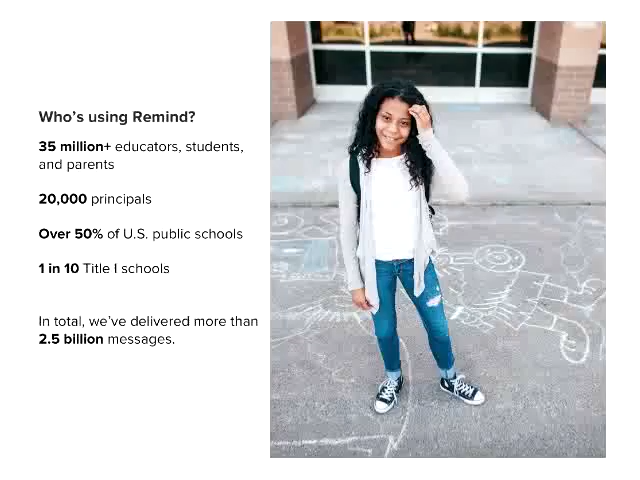 Who's using Remind?
35 million+ educators, students,
and parents
20,000 principals
Over 50% of U.S. public schools
1 in 10 Title I schools
In total, we've delivered more than
2.5 billion messages.